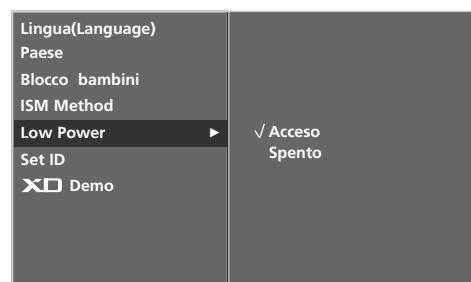 Lingua(Language)
Paese
Blocco bambini
ISM Method
Low Power ►
Set ID
XD Demo
√ Acceso
Spento